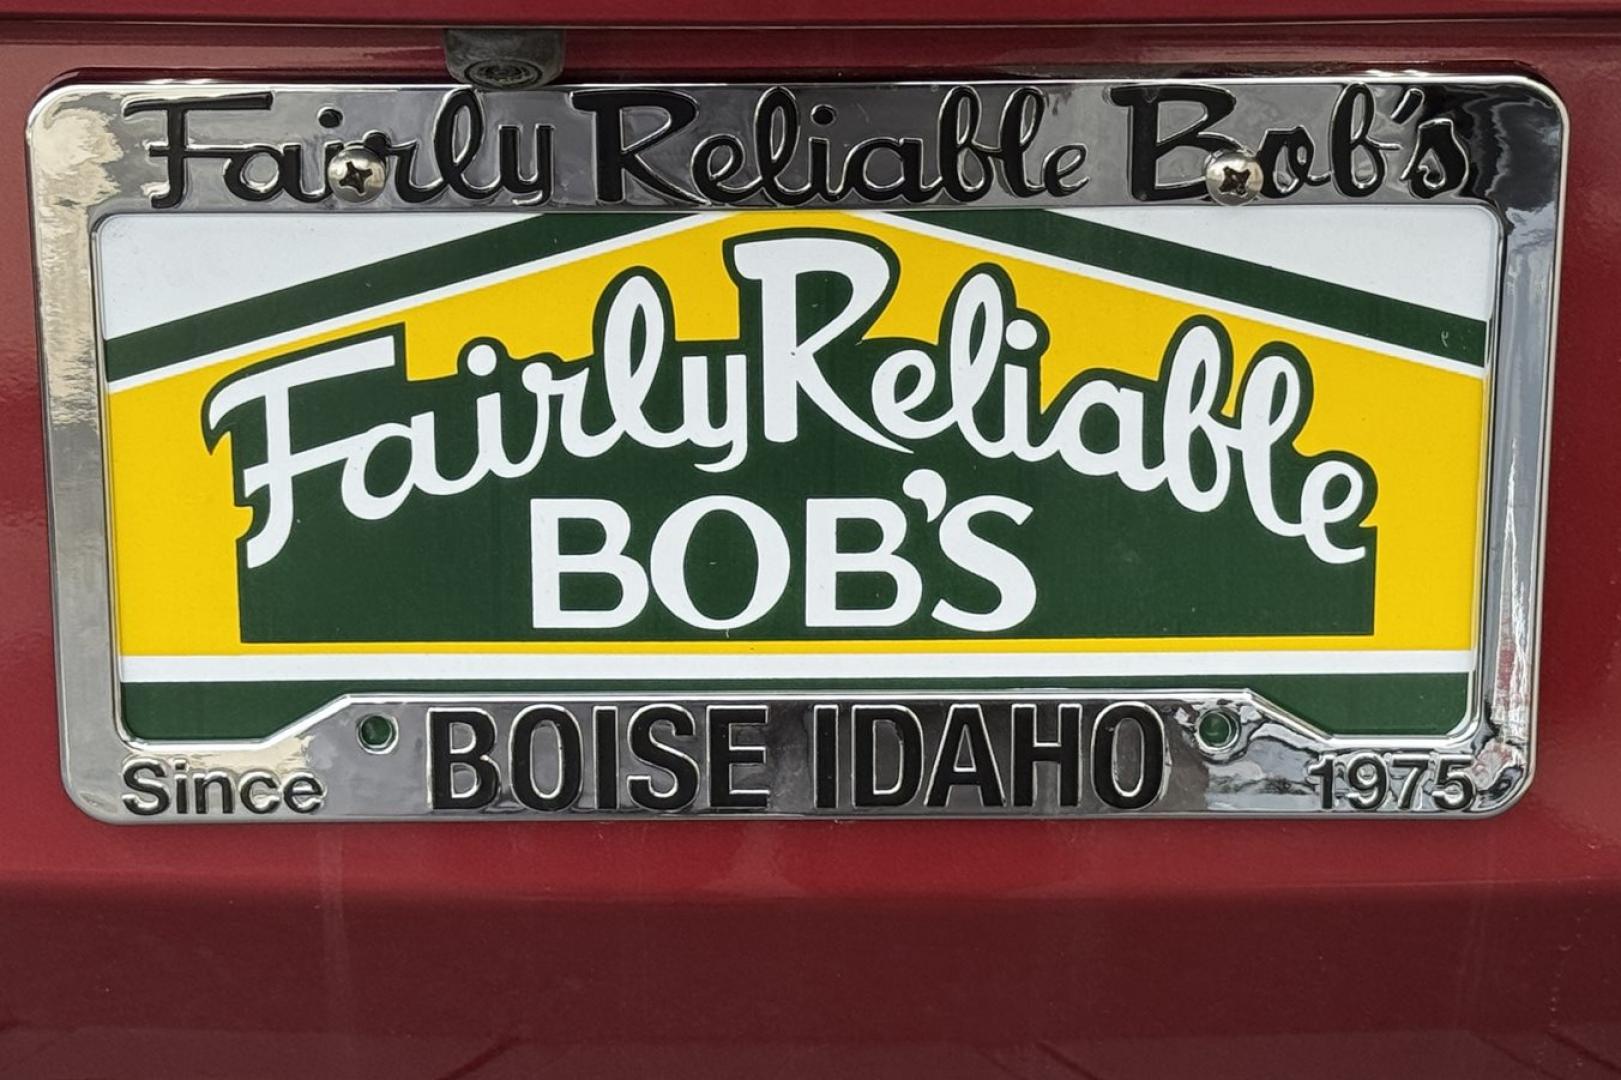 Fairly Reliable Bob's
Fairly Reliable
BOB'S
BOISE IDAHO
Since 1975